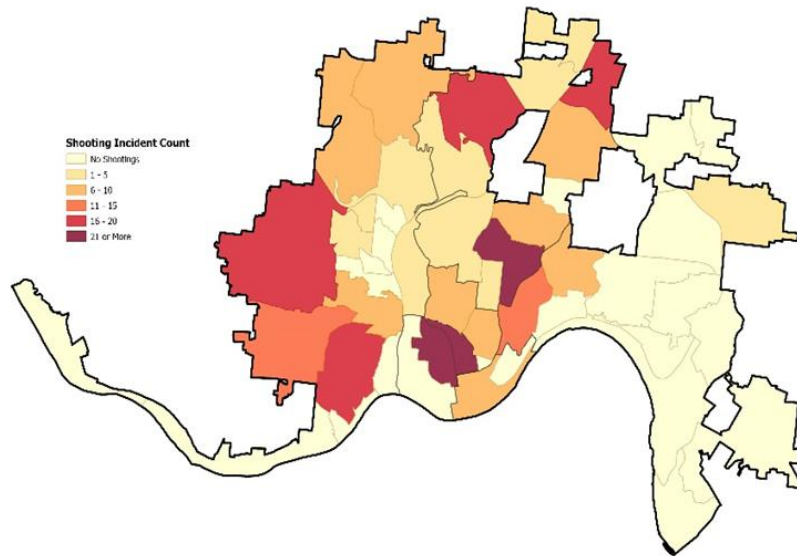 Shooting Incident Count
No Shootings
1 - 5
6 - 10
11 - 15
16 - 20
21 or More